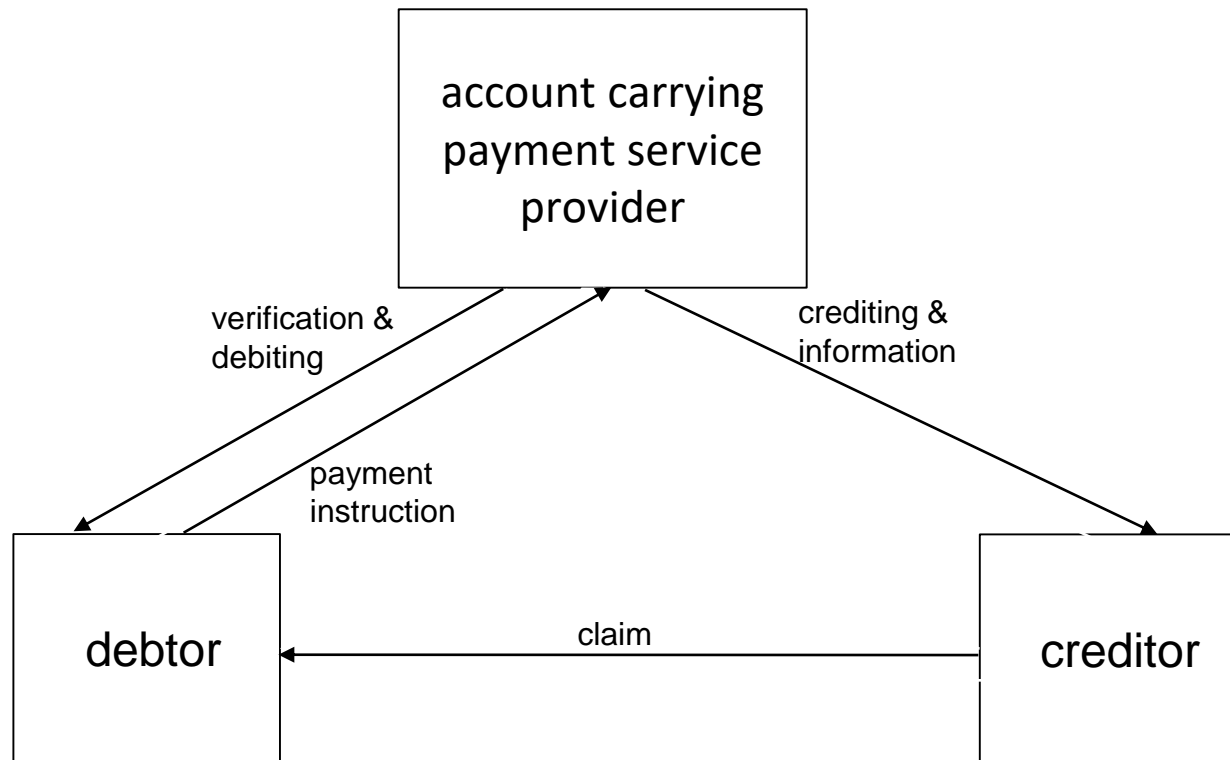 account carrying
payment service
provider
verification &
debiting
crediting &
information
payment
instruction
debtor
claim
creditor